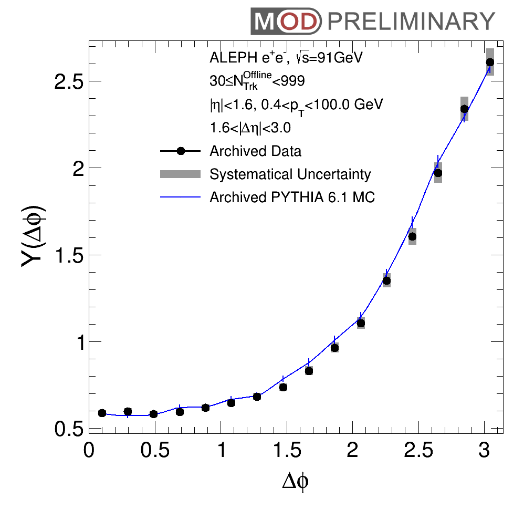 MOD PRELIMINARY
ALEPH e⁺e⁻, √s=91GeV
30≤N^Offline_Trk<999
|η|<1.6, 0.4<p_T<100.0 GeV
1.6<|Δη|<3.0
Archived Data
Systematical Uncertainty
Archived PYTHIA 6.1 MC
Y(Δϕ)
2.5
2
1.5
1
0.5
0 0.5 1 1.5 2 2.5 3
Δϕ